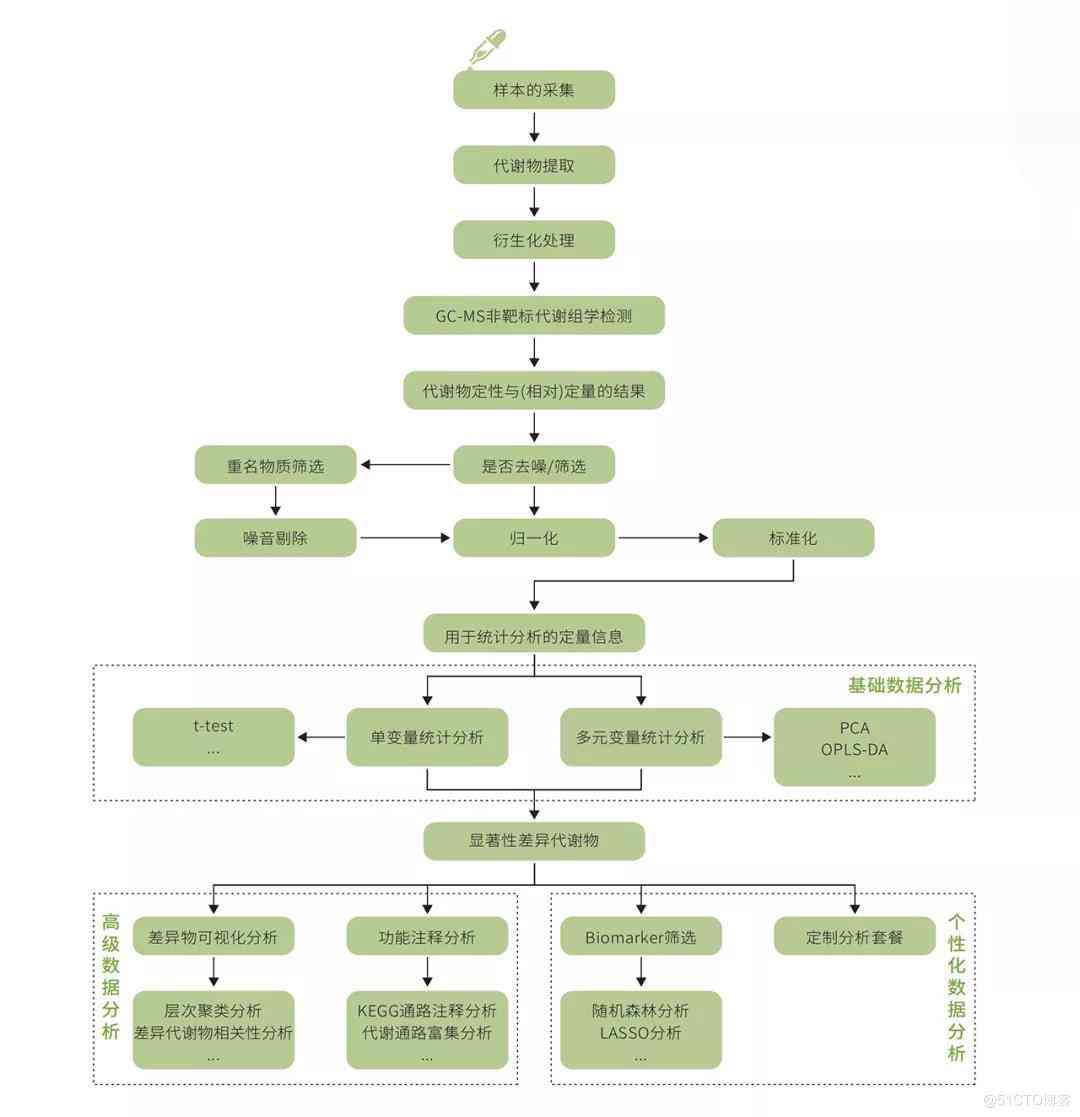 样本的采集
代谢物提取
衍生化处理
GC-MS非靶标代谢组学检测
代谢物定性与(相对)定量的结果
重名物质筛选
是否去噪/筛选
噪音剔除
归一化
标准化
用于统计分析的定量信息
基础数据分析
t-test
...
单变量统计分析
多元变量统计分析
PCA
OPLS-DA
...
显著性差异代谢物
高级数据分析
差异物可视化分析
功能注释分析
Biomarker筛选
定制分析套餐
个性化数据分析
层次聚类分析
差异代谢物相关性分析
...
KEGG通路注释分析
代谢通路富集分析
...
随机森林分析
LASSO分析
...
@51CTO博客